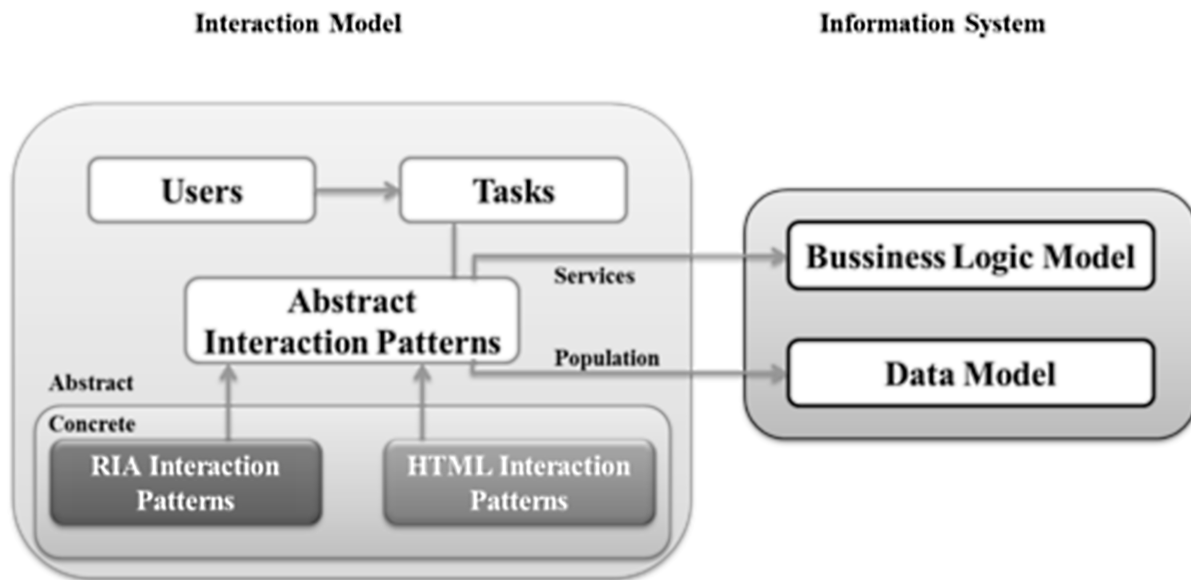 Interaction Model
Information System
Users
Tasks
Bussiness Logic Model
Services
Abstract
Interaction Patterns
Population
Data Model
Abstract
Concrete
RIA Interaction
Patterns
HTML Interaction
Patterns